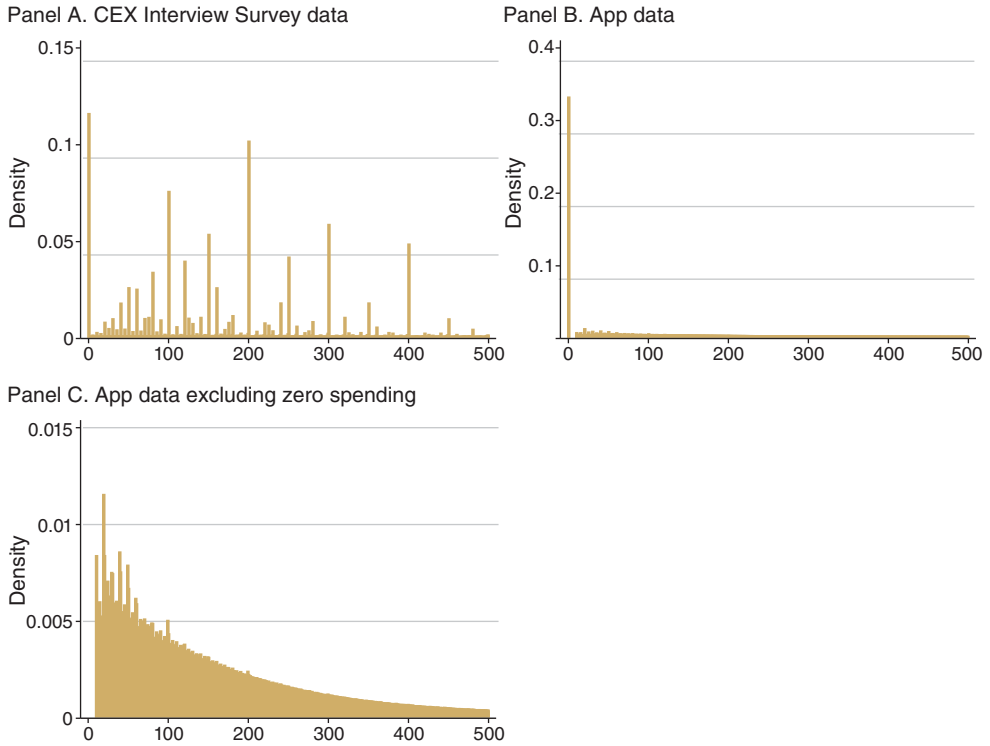 Panel A. CEX Interview Survey data
0.15
0.1
0.05
0
Density
0 100 200 300 400 500
Panel B. App data
0.4
0.3
0.2
0.1
Density
0 100 200 300 400 500
Panel C. App data excluding zero spending
0.015
0.01
0.005
0
Density
0 100 200 300 400 500